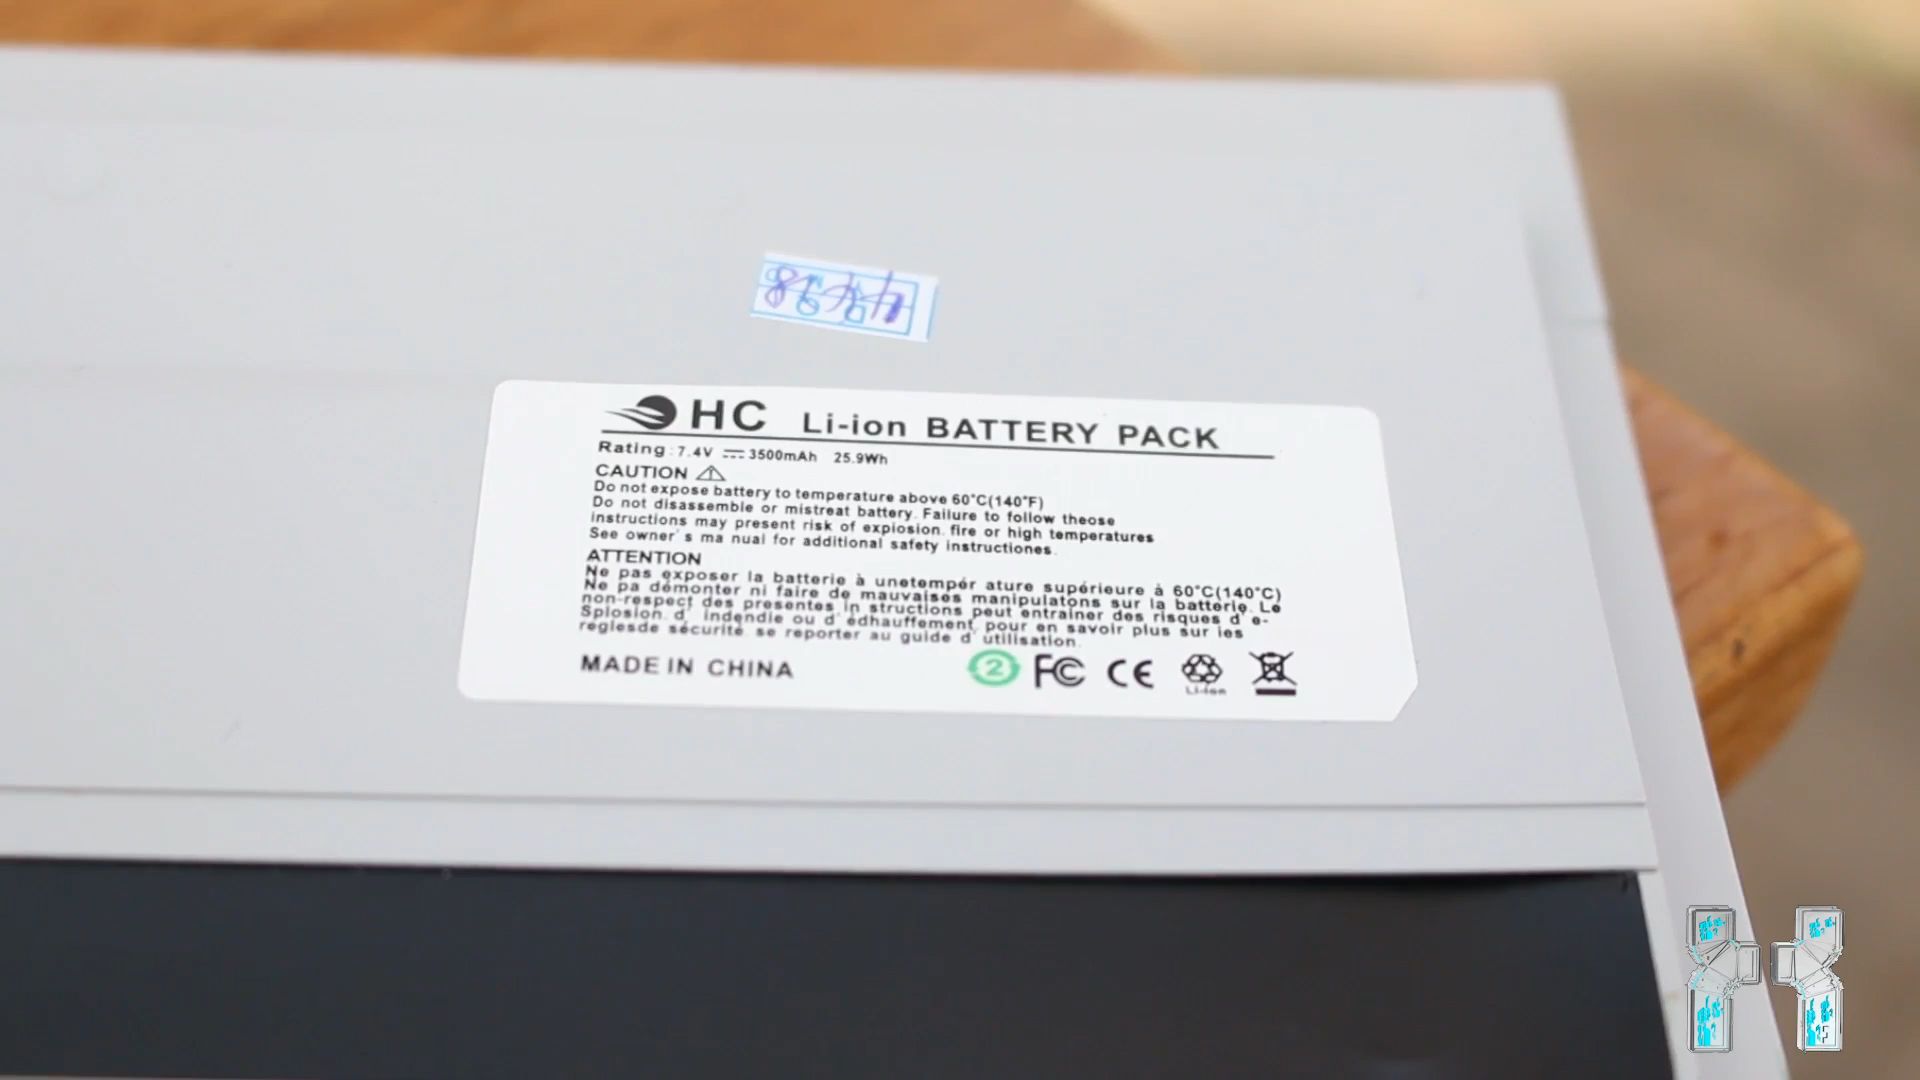 HC Li-ion BATTERY PACK
Rating: 7.4V 3500mAh 25.9Wh
CAUTION
Do not expose battery to temperature above 60°C(140°F)
Do not disassemble or mistreat battery. Failure to follow theose
instructions may present risk of explosion. fire or high temperatures
See owner's ma nual for additional safety instructiones.
ATTENTION
Ne pas exposer la batterie à unetempér ature supérieure à 60°C(140°C)
Ne pa démonter ni faire de mauvaises manipulatons sur la batterie. Le
non-respect des presentes in structions peut entrainer des risques d'e-
Splosion. d' indendie ou d' édhauffement, pour en savoir plus sur ies
reglesde sécurité. se reporter au guide d' utilisation.
MADE IN CHINA 2 FC CE
Li-ion